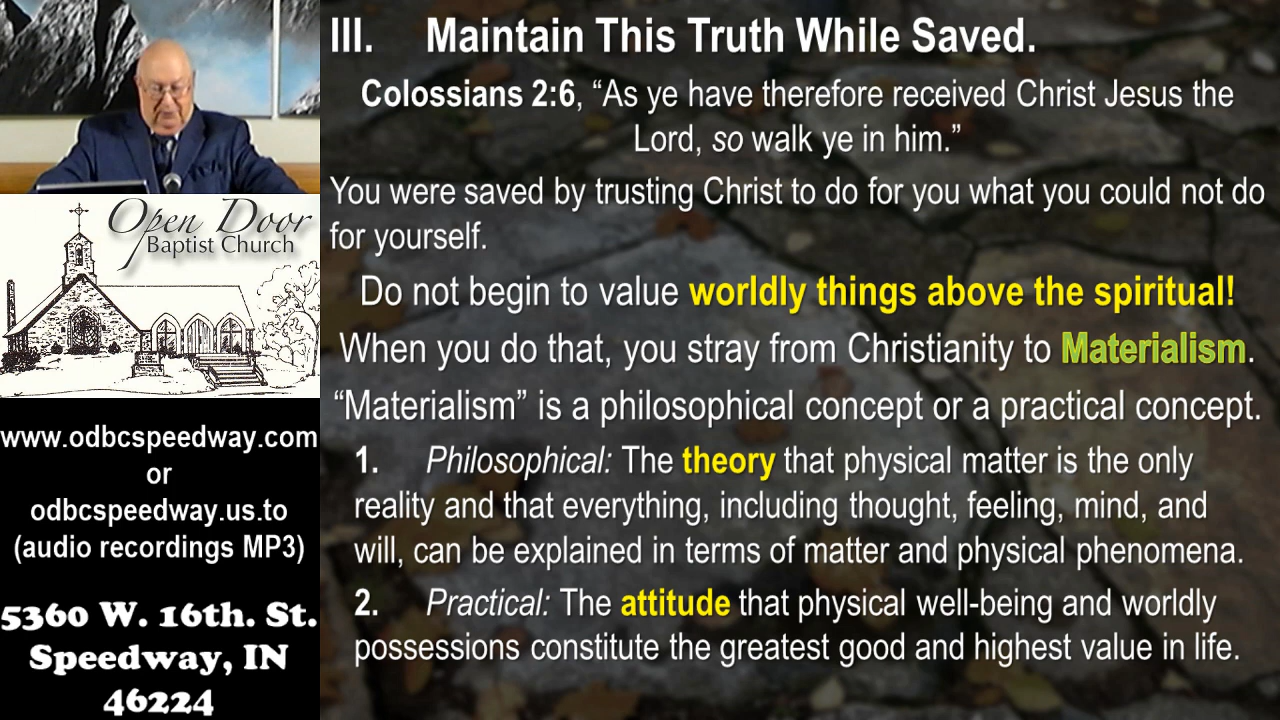 III. Maintain This Truth While Saved.
Colossians 2:6, “As ye have therefore received Christ Jesus the
Lord, so walk ye in him.”
You were saved by trusting Christ to do for you what you could not do
for yourself.
Do not begin to value worldly things above the spiritual!
When you do that, you stray from Christianity to Materialism.
“Materialism” is a philosophical concept or a practical concept.
1. Philosophical: The theory that physical matter is the only
reality and that everything, including thought, feeling, mind, and
will, can be explained in terms of matter and physical phenomena.
2. Practical: The attitude that physical well-being and worldly
possessions constitute the greatest good and highest value in life.
Open Door
Baptist Church
www.odbcspeedway.com
or
odbcspeedway.us.to
(audio recordings MP3)
5360 W. 16th. St.
Speedway, IN
46224